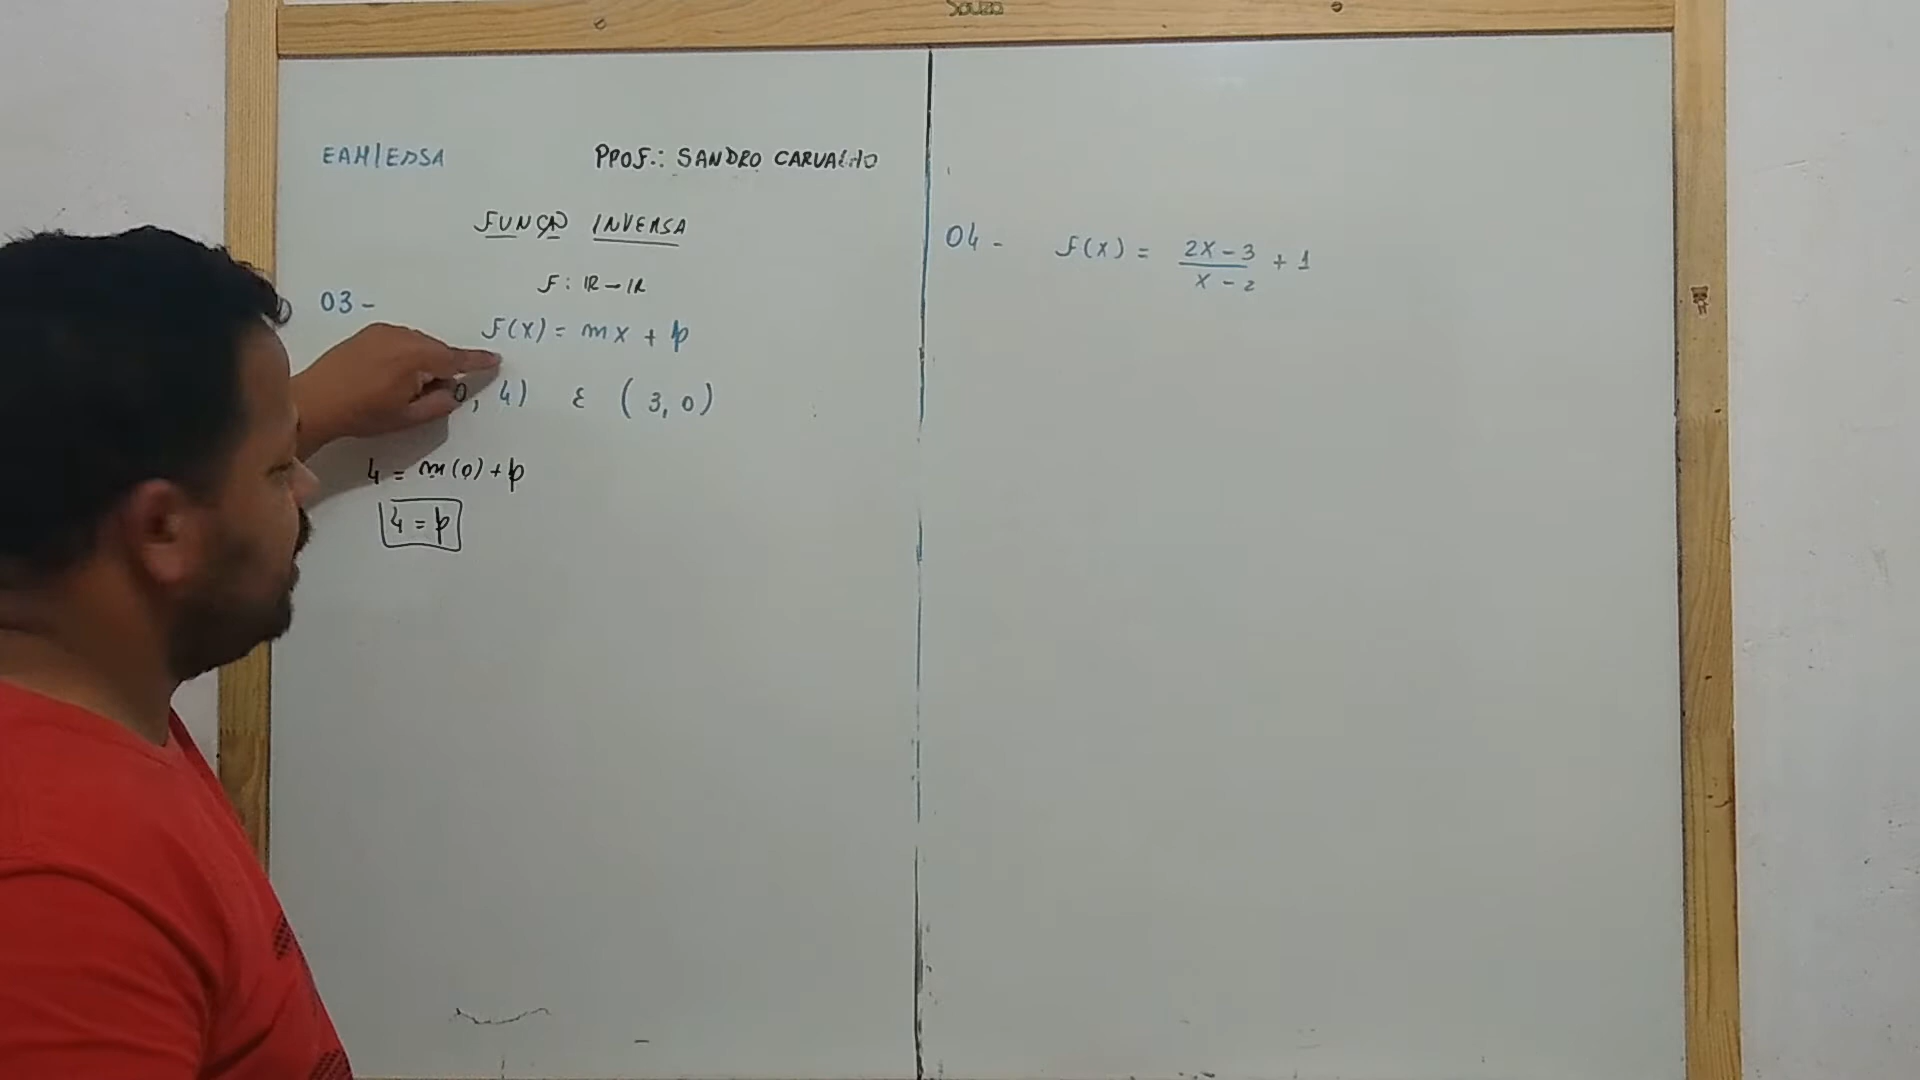 Souza
EAM/EDSA PROF.: SANDRO CARVALHO
FUNÇÃO INVERSA
F: IR – IR
03 –
F(X) = mx + p
0, 4) E (3, 0)
4 = m(0) + p
4 = p
04 – F(X) = 2X – 3 / X – 2 + 1